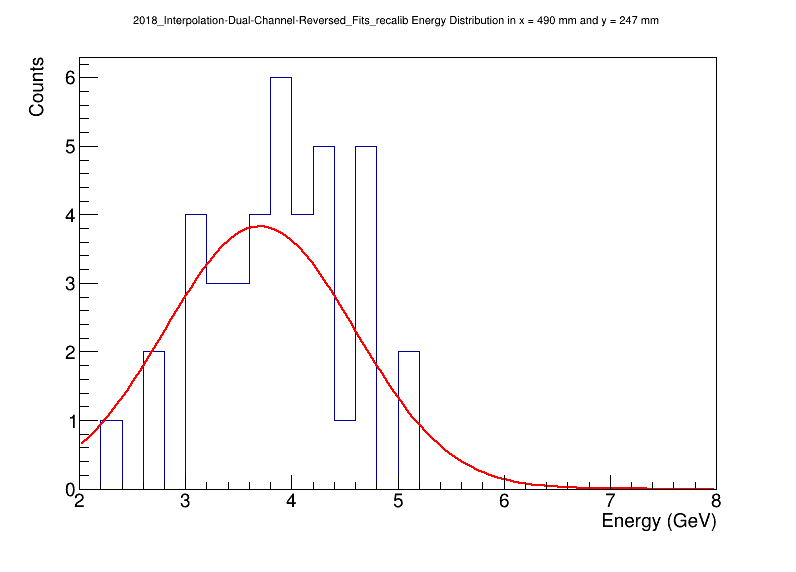 2018_Interpolation-Dual-Channel-Reversed_Fits_recalib Energy Distribution in x = 490 mm and y = 247 mm
Counts
6
5
4
3
2
1
0
2 3 4 5 6 7 8
Energy (GeV)